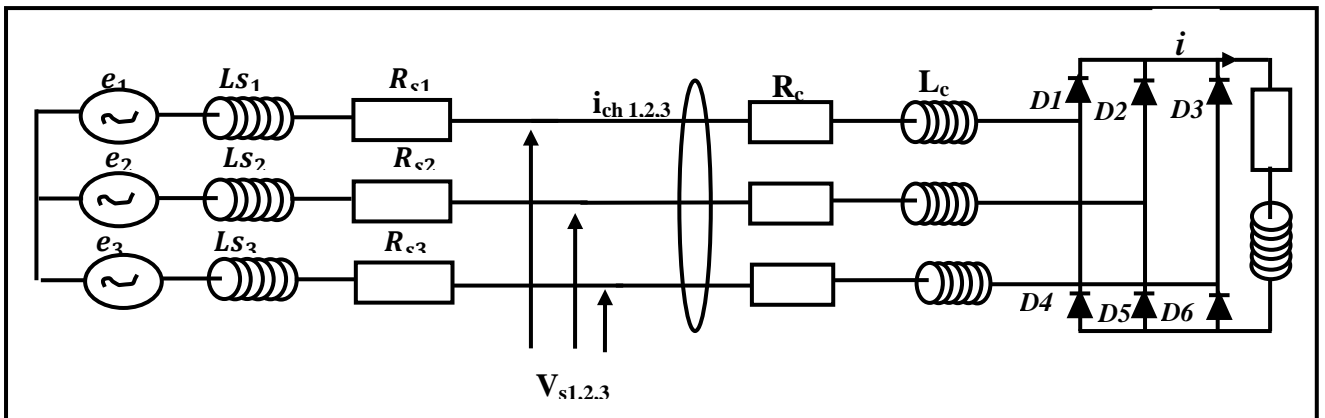 e₁ Ls₁ Rs1
ich 1,2,3
Rc Lc
i
D1 D2 D3
e₂ Ls₂ Rs2
e₃ Ls₃ Rs3
D4 D5 D6
Vs1,2,3